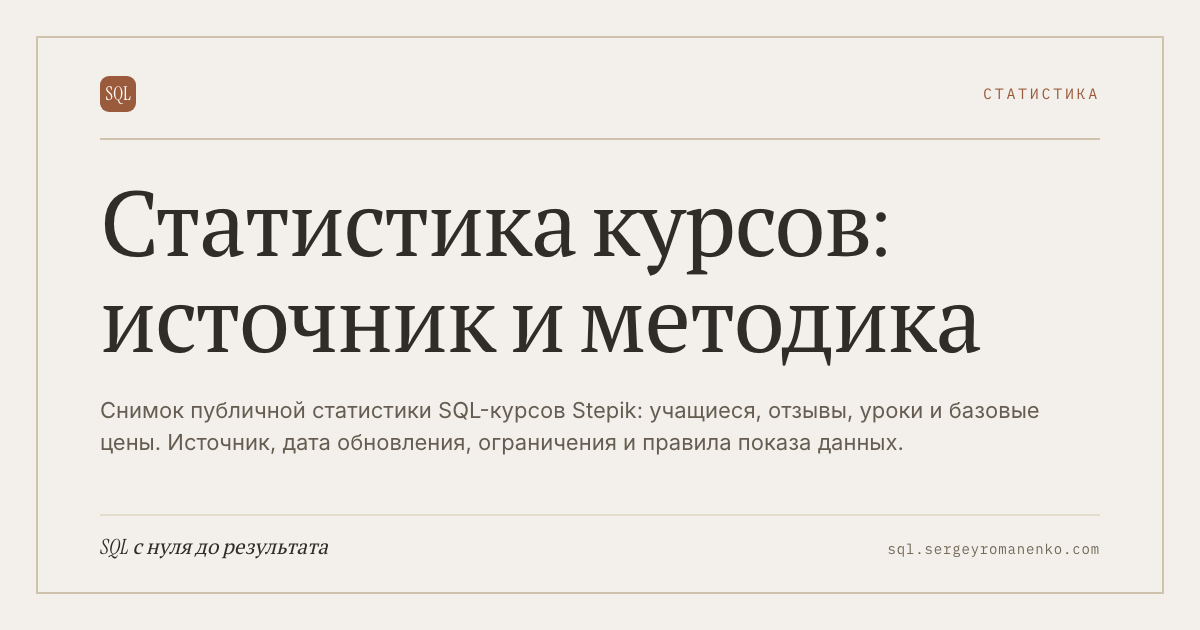 SQL
СТАТИСТИКА
Статистика курсов:
источник и методика
Снимок публичной статистики SQL-курсов Stepik: учащиеся, отзывы, уроки и базовые
цены. Источник, дата обновления, ограничения и правила показа данных.
SQL с нуля до результата
sql.sergeyromanenko.com